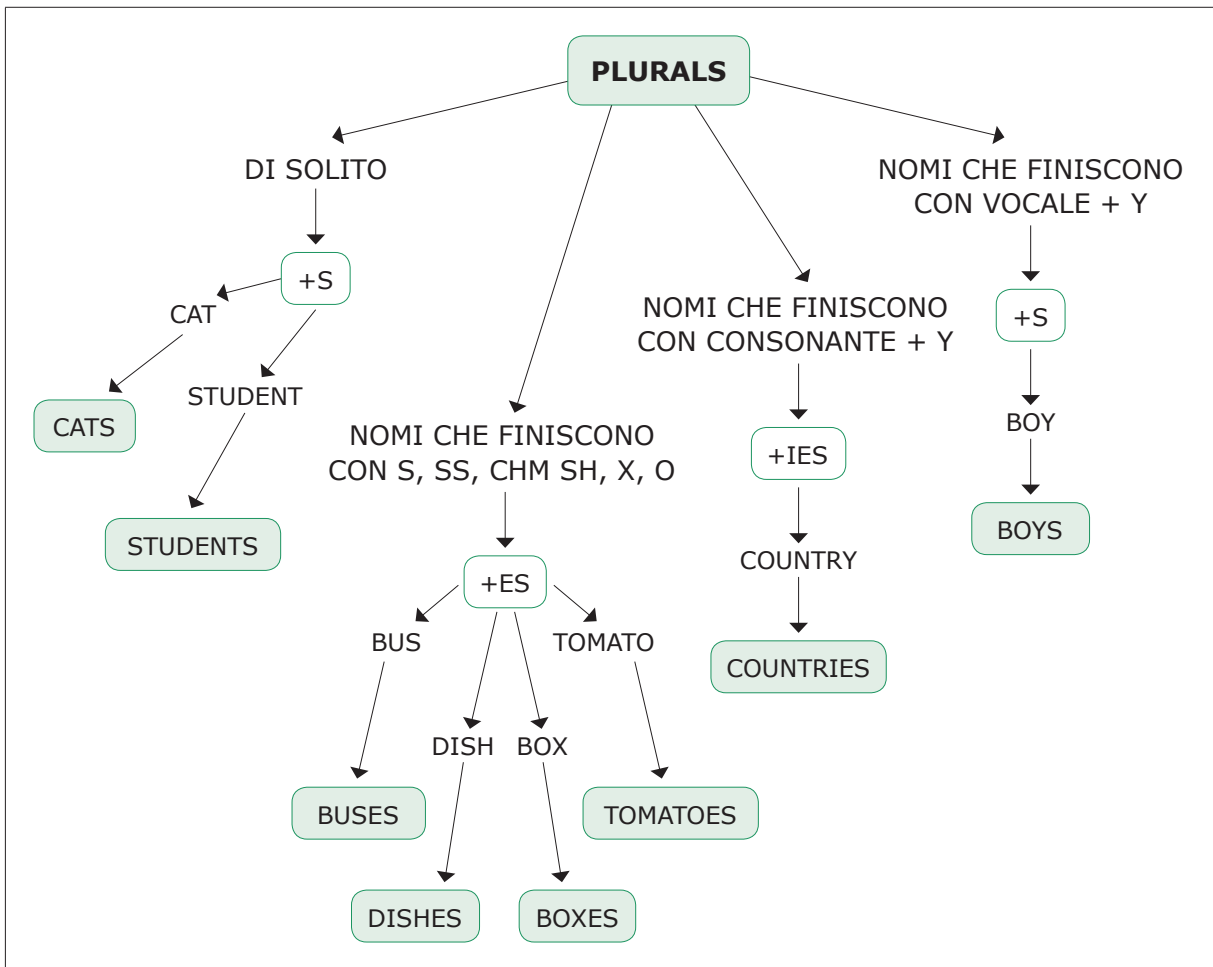 PLURALS
DI SOLITO
+S
CAT
CATS
STUDENT
STUDENTS
NOMI CHE FINISCONO
CON S, SS, CHM SH, X, O
+ES
BUS
BUSES
DISH
DISHES
BOX
BOXES
TOMATO
TOMATOES
NOMI CHE FINISCONO
CON CONSONANTE + Y
+IES
COUNTRY
COUNTRIES
NOMI CHE FINISCONO
CON VOCALE + Y
+S
BOY
BOYS